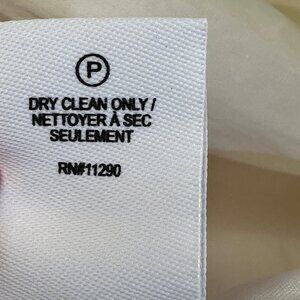 P
DRY CLEAN ONLY /
NETTOYER À SEC
SEULEMENT
RN#11290